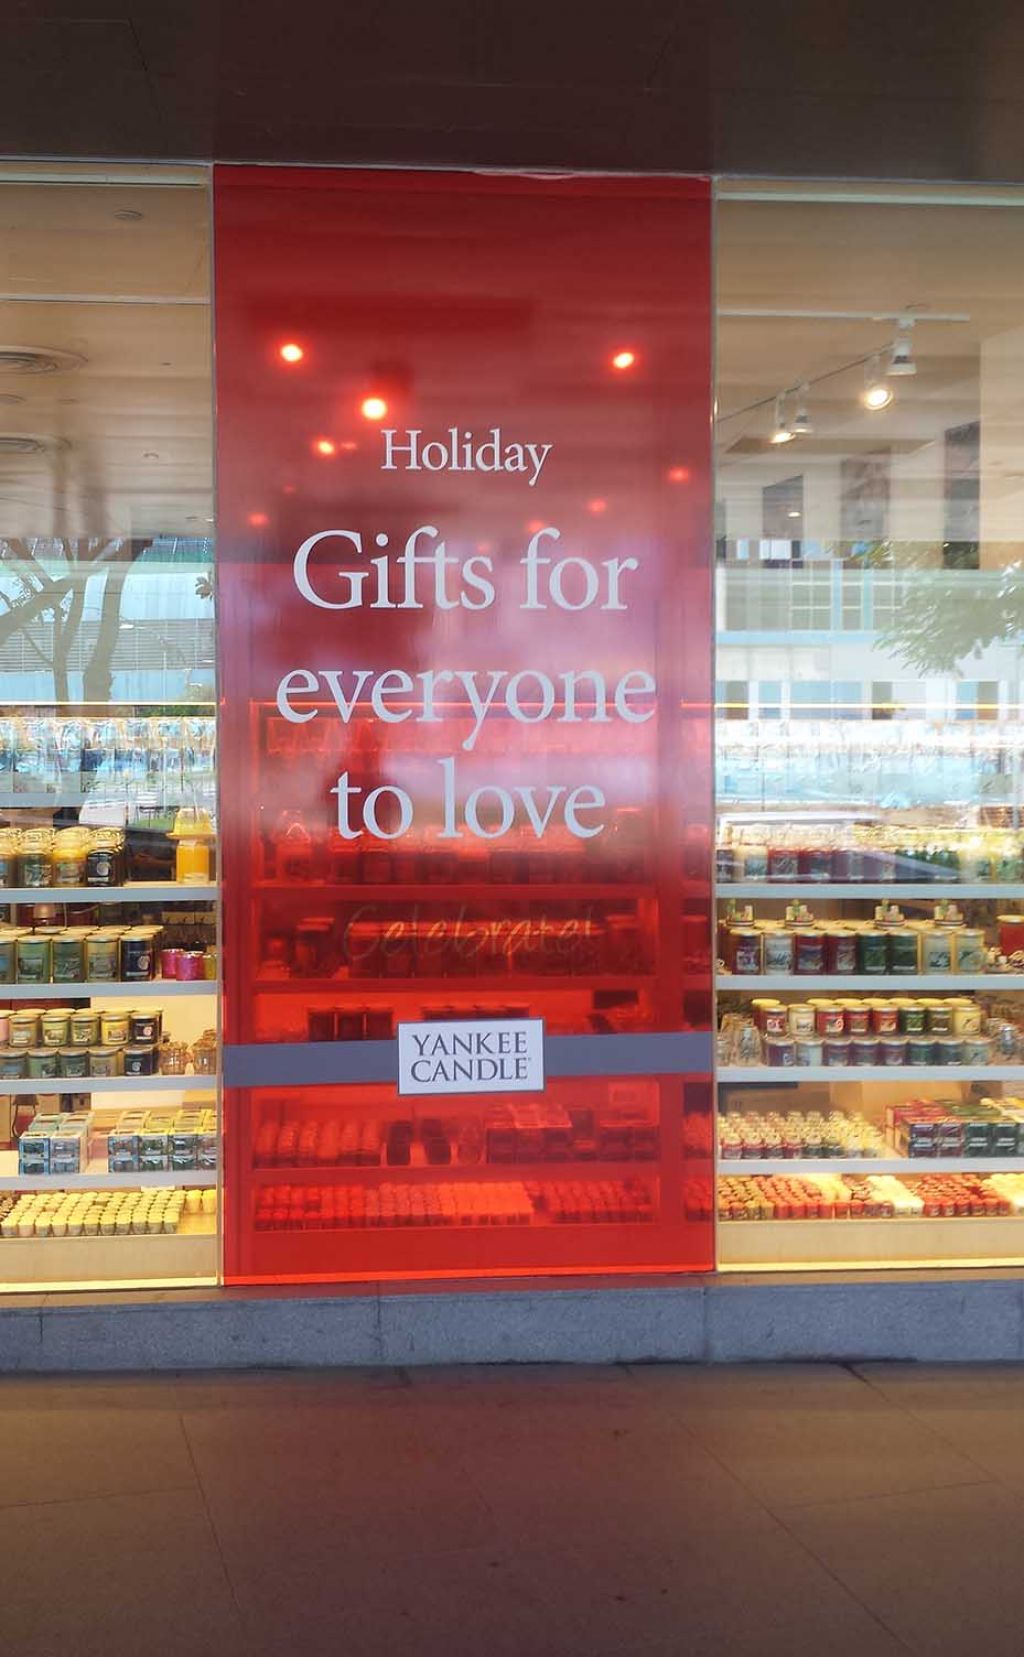 Holiday
Gifts for
everyone
to love
Celebrate!
YANKEE
CANDLE®